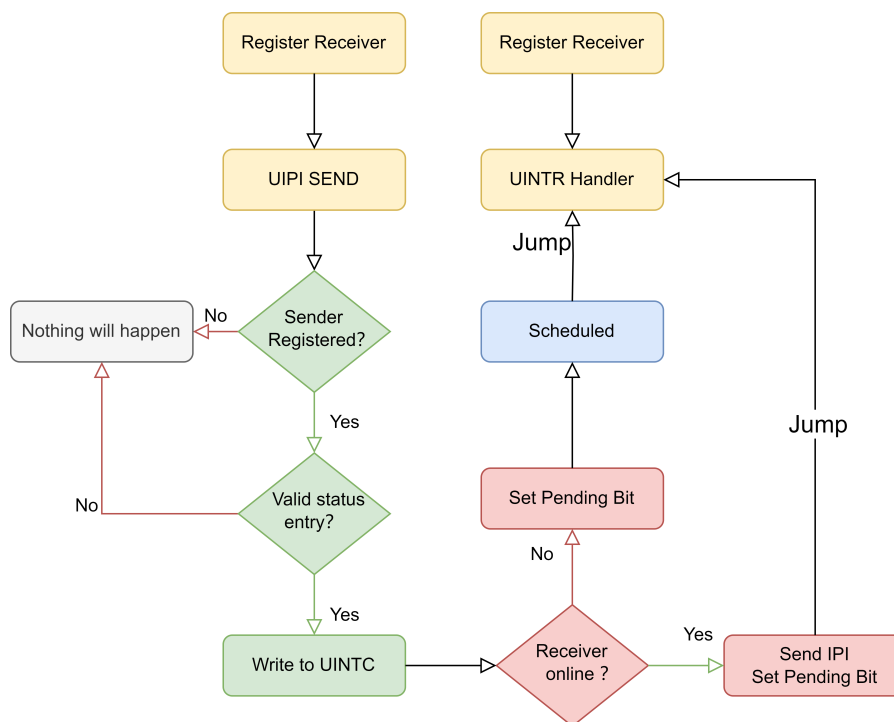 Register Receiver
Register Receiver
UIPI SEND
UINTR Handler
Jump
Nothing will happen
No
Sender
Registered?
Scheduled
Yes
Jump
No
Valid status
entry?
Set Pending Bit
No
Yes
Write to UINTC
Receiver
online ?
Yes
Send IPI
Set Pending Bit